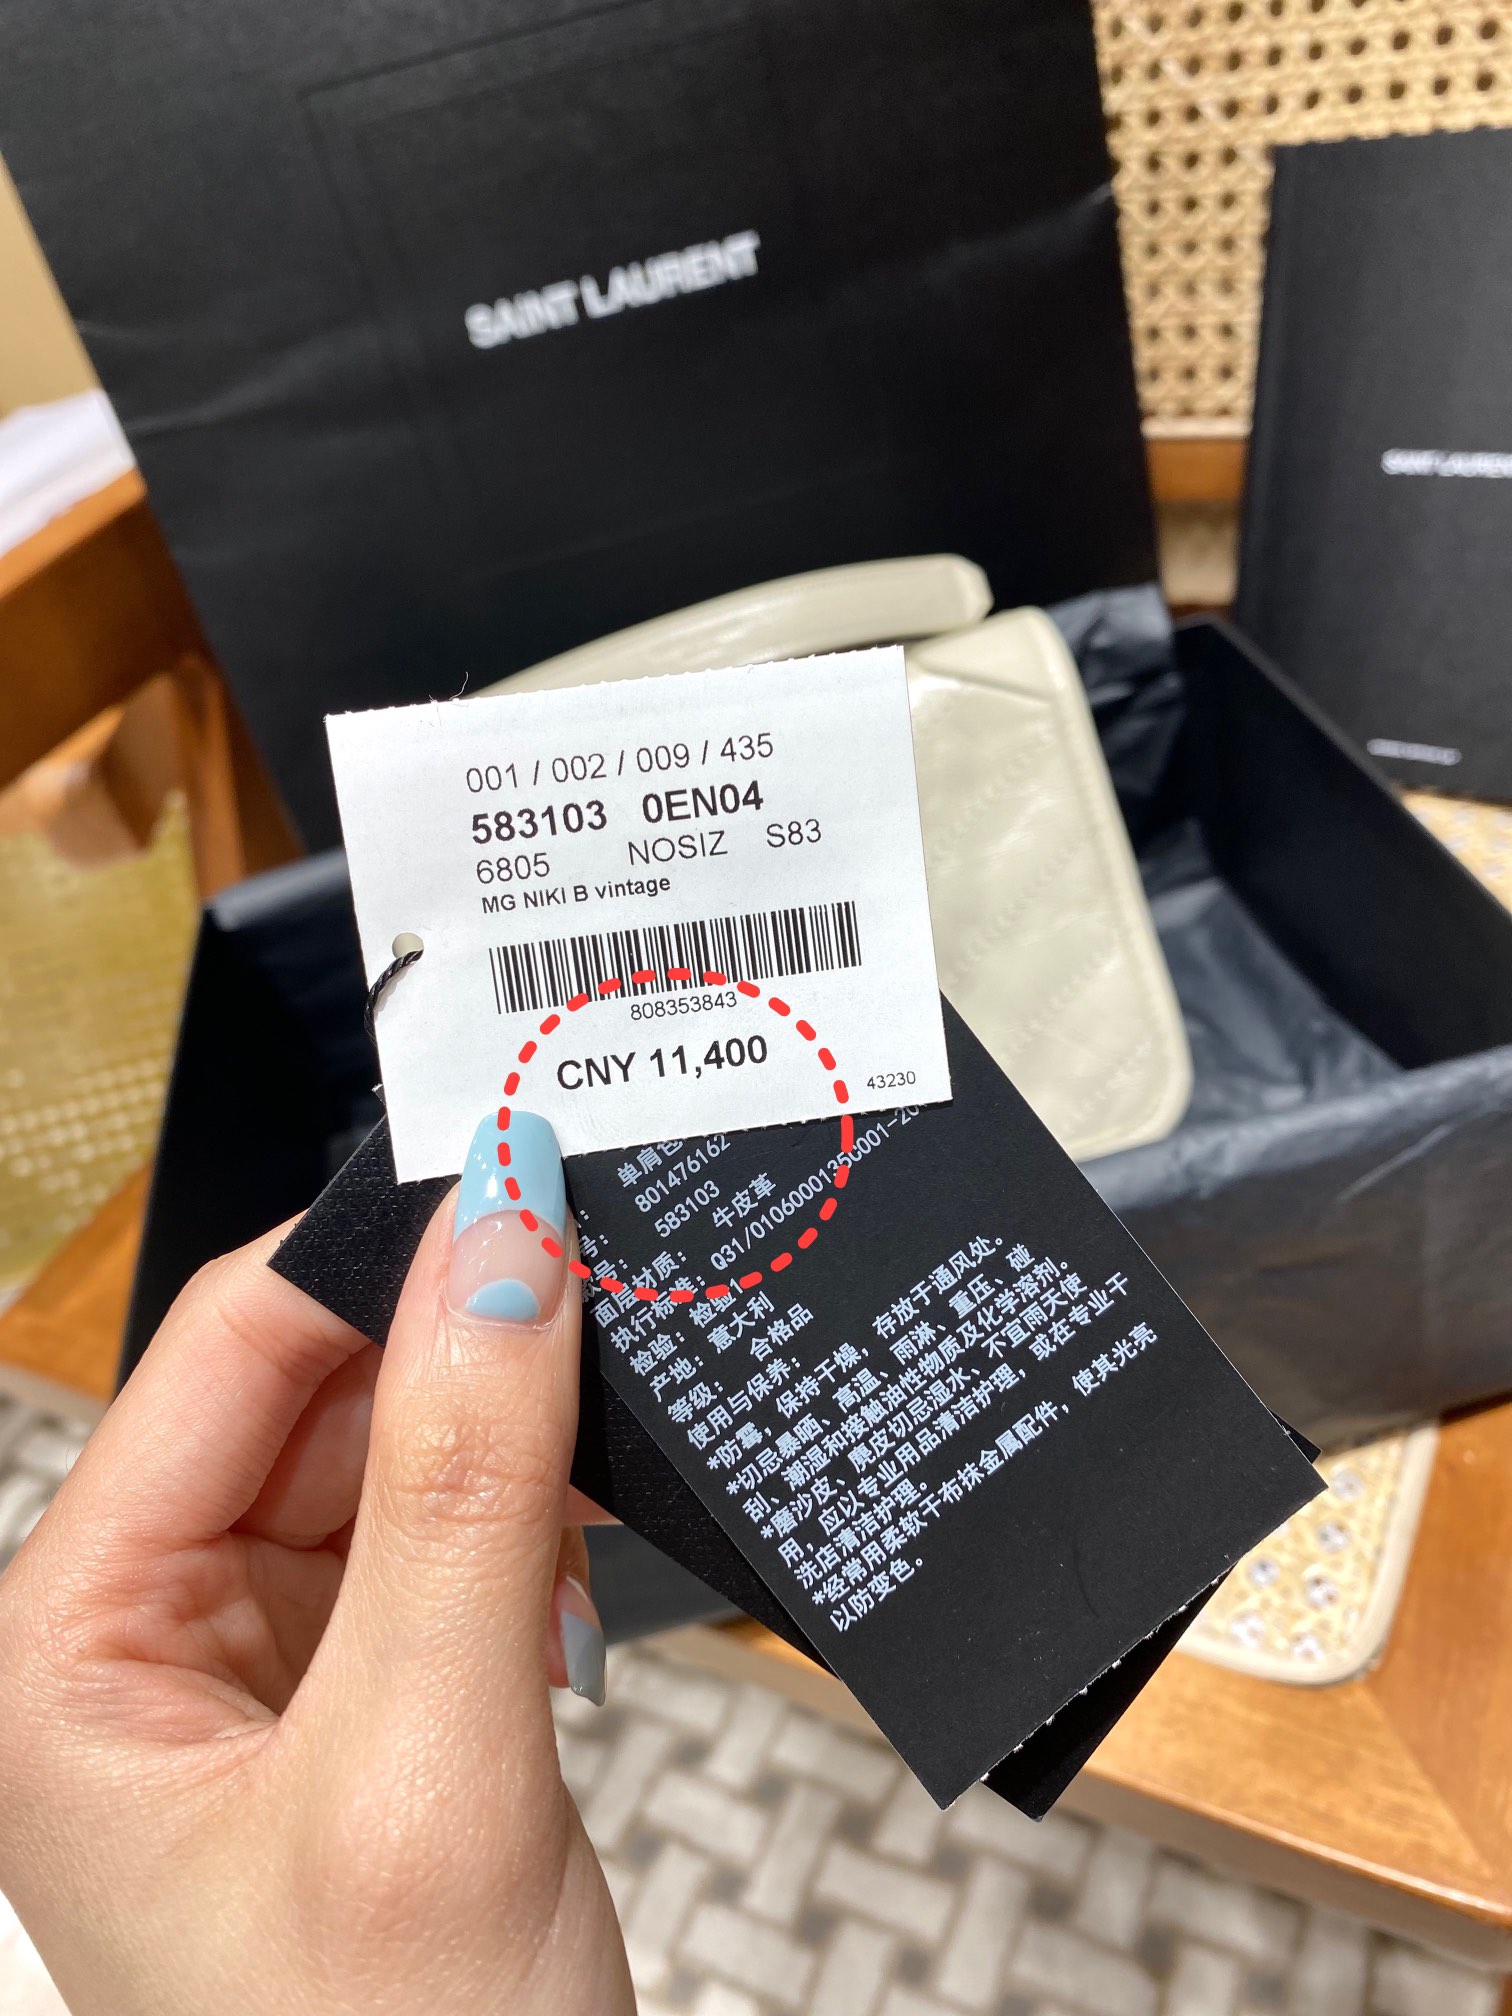 SAINT LAURENT
001 / 002 / 009 / 435
583103 0EN04
6805 NOSIZ S83
MG NIKI B vintage
808353843
CNY 11,400
43230
单肩包
801476162
583103
面层材质: 牛皮革
执行标准: Q31/0106000135C001-20
检验: 检验1
产地: 意大利
等级: 合格品
使用与保养:
*防霉, 保持干燥, 存放于通风处。
*切忌暴晒、高温、雨淋、重压、碰
刮、潮湿和接触油性物质及化学溶剂。
*磨沙皮、麂皮切忌湿水、不宜雨天使
用, 应以专业用品清洁护理, 或在专业干
洗店清洁护理。
*经常用柔软干布抹金属配件, 使其光亮
以防变色。